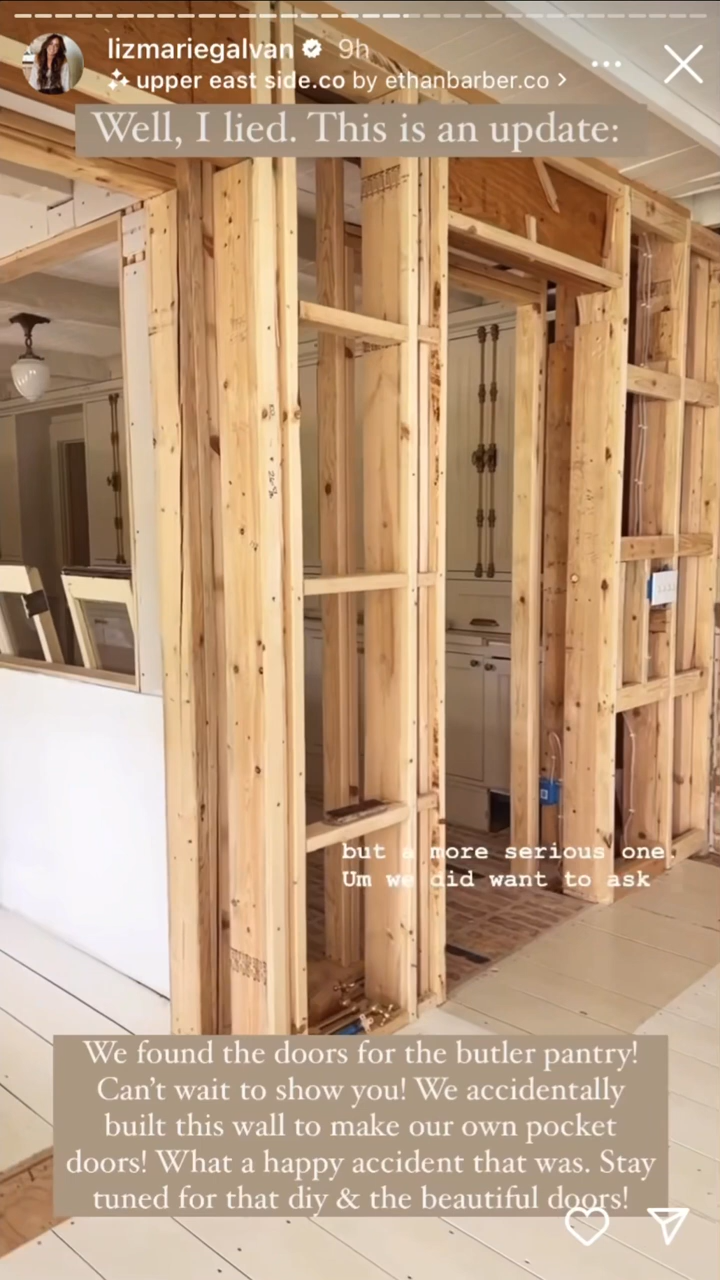 lizmariegalvan 9h
upper east side.co by ethanbarber.co
Well, I lied. This is an update:
but a more serious one.
Um we did want to ask
We found the doors for the butler pantry!
Can't wait to show you! We accidentally
built this wall to make our own pocket
doors! What a happy accident that was. Stay
tuned for that diy & the beautiful doors!